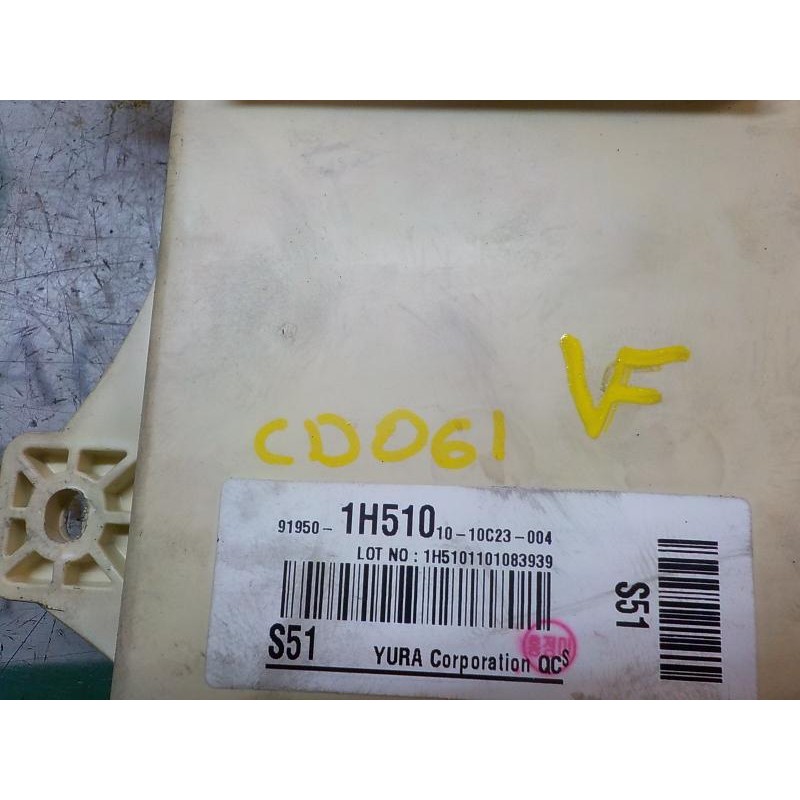 VF
CD061
91950- 1H510 10-10C23-004
LOT NO : 1H5101101083939
S51
S51
YURA Corporation QCS